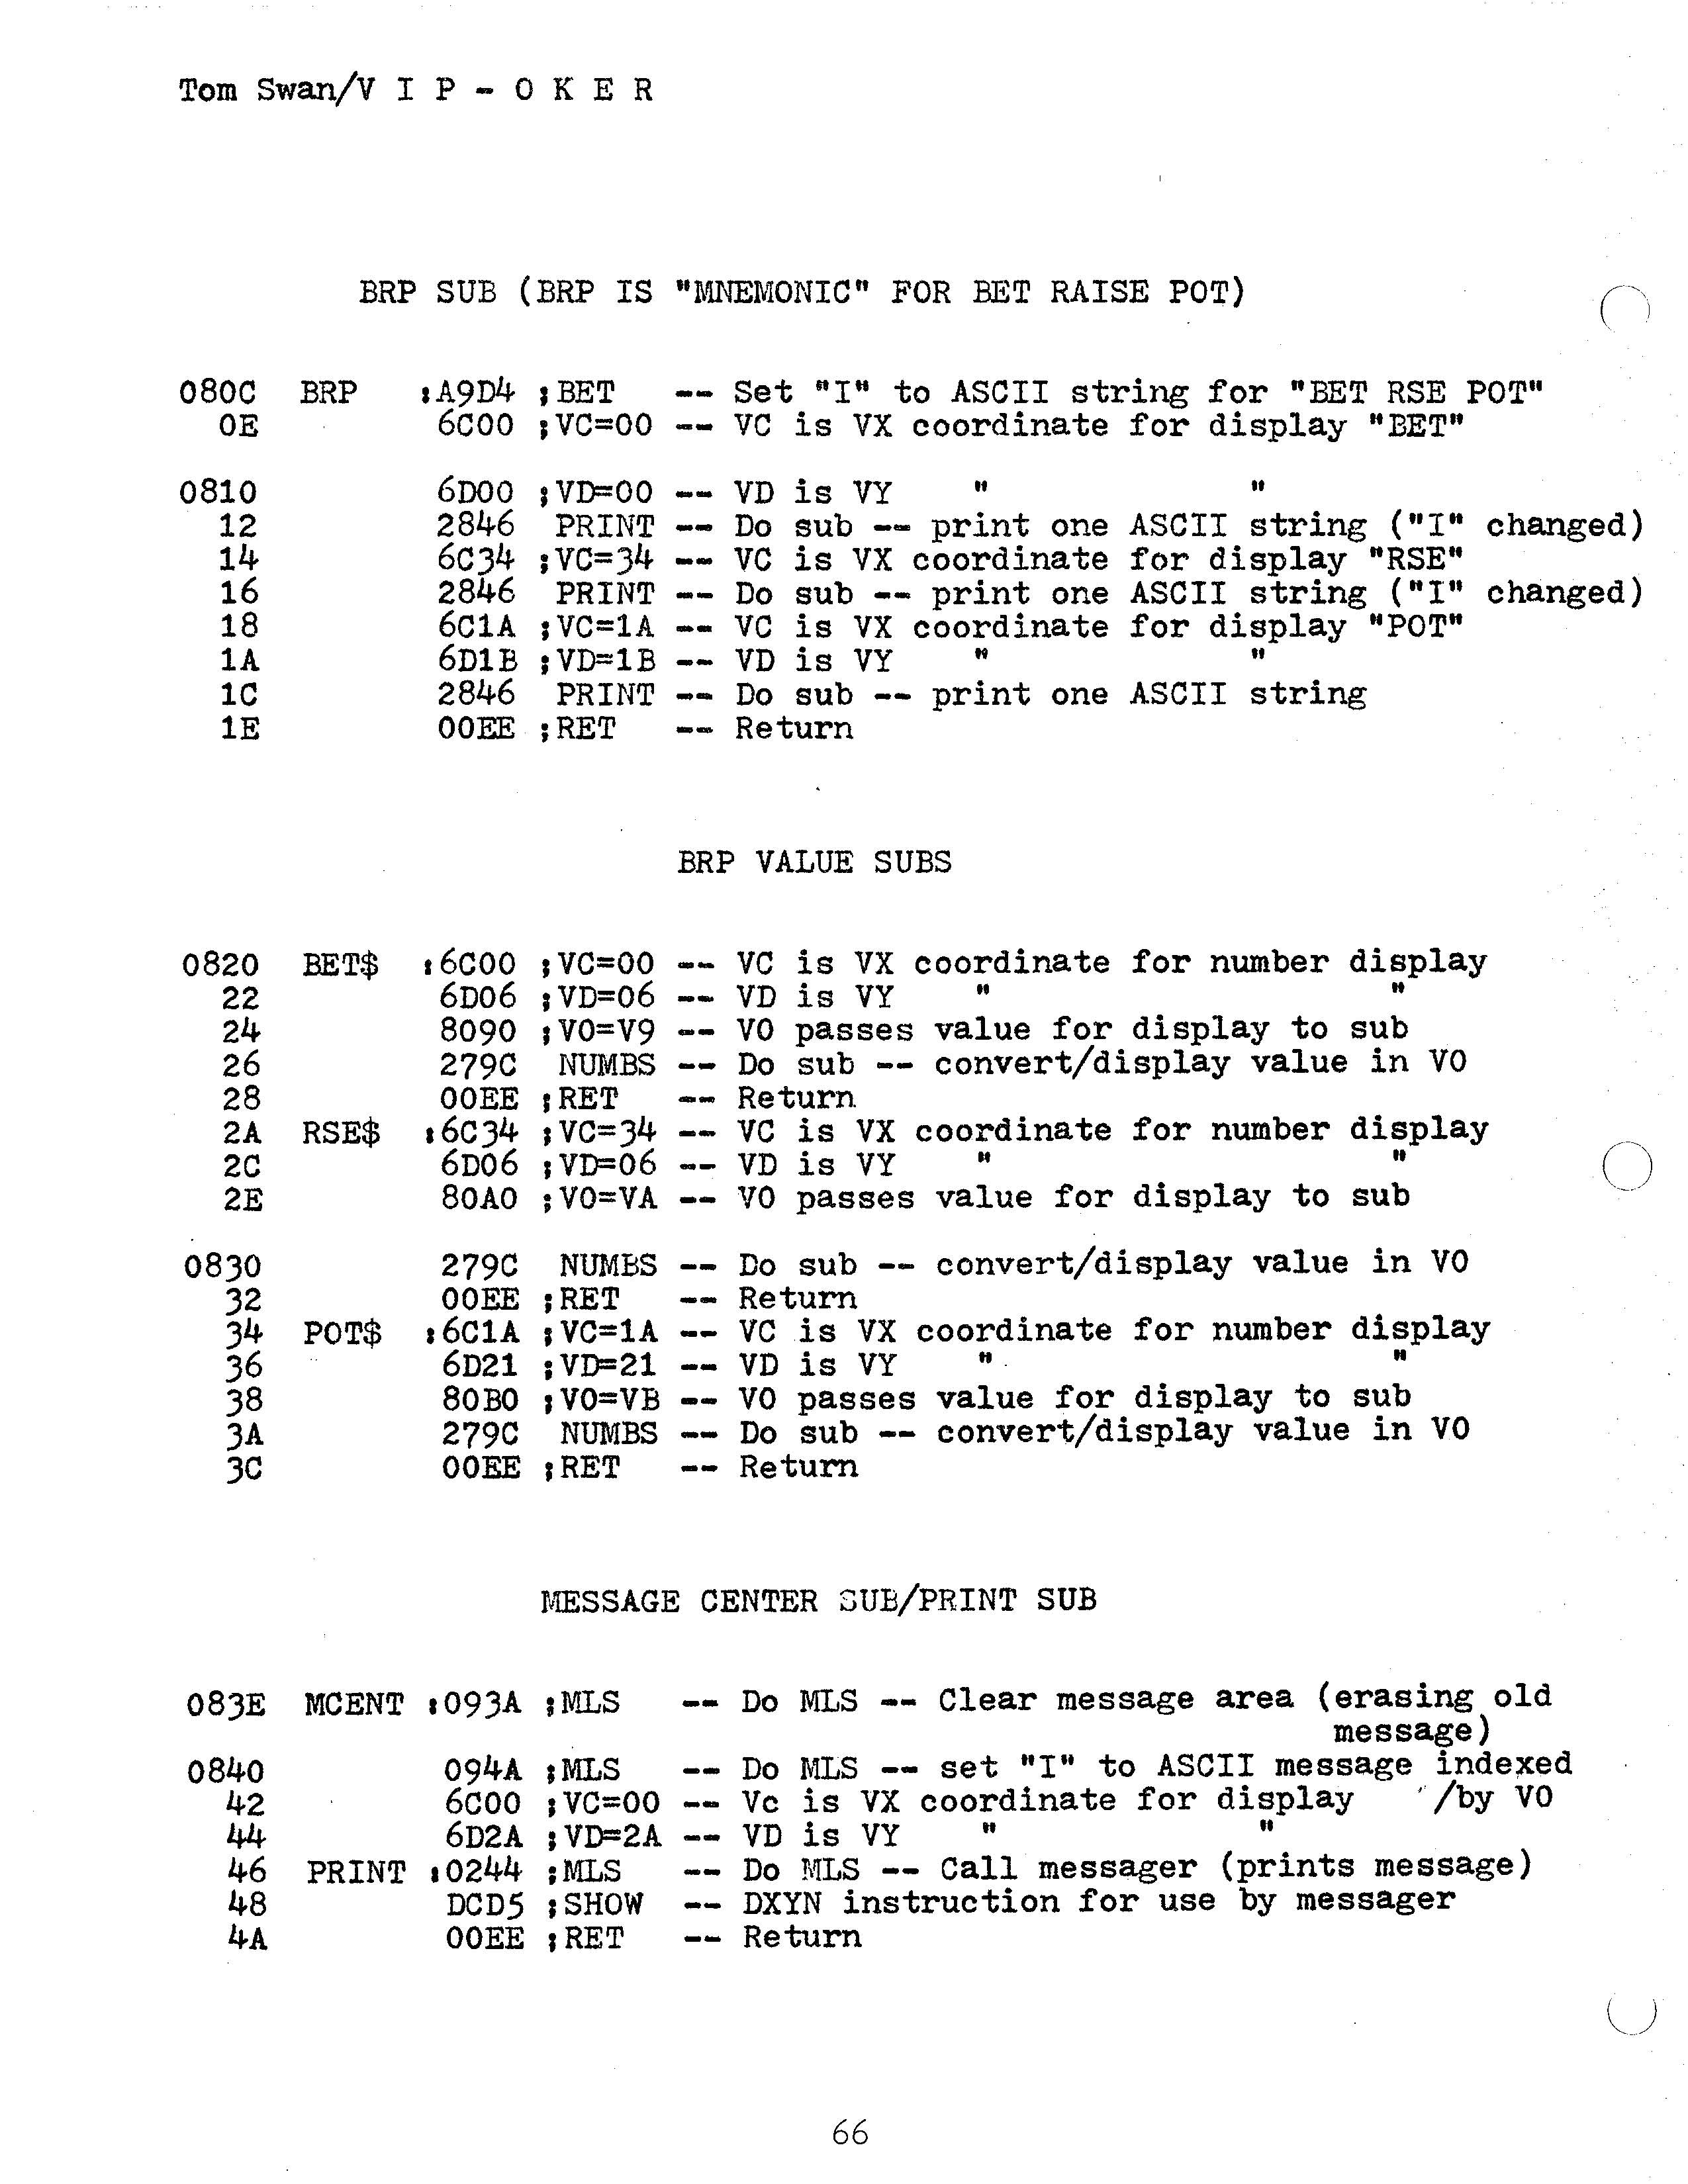 Tom Swan/V I P - O K E R
BRP SUB (BRP IS "MNEMONIC" FOR BET RAISE POT)
080C BRP :A9D4 ;BET -- Set "I" to ASCII string for "BET RSE POT"
0E 6C00 ;VC=00 -- VC is VX coordinate for display "BET"
0810 6D00 ;VD=00 -- VD is VY " "
12 2846 PRINT -- Do sub -- print one ASCII string ("I" changed)
14 6C34 ;VC=34 -- VC is VX coordinate for display "RSE"
16 2846 PRINT -- Do sub -- print one ASCII string ("I" changed)
18 6C1A ;VC=1A -- VC is VX coordinate for display "POT"
1A 6D1B ;VD=1B -- VD is VY " "
1C 2846 PRINT -- Do sub -- print one ASCII string
1E 00EE ;RET -- Return
BRP VALUE SUBS
0820 BET$ :6C00 ;VC=00 -- VC is VX coordinate for number display
22 6D06 ;VD=06 -- VD is VY " "
24 8090 ;V0=V9 -- V0 passes value for display to sub
26 279C NUMBS -- Do sub -- convert/display value in V0
28 00EE ;RET -- Return
2A RSE$ :6C34 ;VC=34 -- VC is VX coordinate for number display
2C 6D06 ;VD=06 -- VD is VY " "
2E 80A0 ;V0=VA -- V0 passes value for display to sub
0830 279C NUMBS -- Do sub -- convert/display value in V0
32 00EE ;RET -- Return
34 POT$ :6C1A ;VC=1A -- VC is VX coordinate for number display
36 6D21 ;VD=21 -- VD is VY " "
38 80B0 ;V0=VB -- V0 passes value for display to sub
3A 279C NUMBS -- Do sub -- convert/display value in V0
3C 00EE ;RET -- Return
MESSAGE CENTER SUB/PRINT SUB
083E MCENT :093A ;MLS -- Do MLS -- Clear message area (erasing old
message)
0840 094A ;MLS -- Do MLS -- set "I" to ASCII message indexed
42 6C00 ;VC=00 -- Vc is VX coordinate for display /by V0
44 6D2A ;VD=2A -- VD is VY " "
46 PRINT :0244 ;MLS -- Do MLS -- Call messager (prints message)
48 DCD5 ;SHOW -- DXYN instruction for use by messager
4A 00EE ;RET -- Return
66